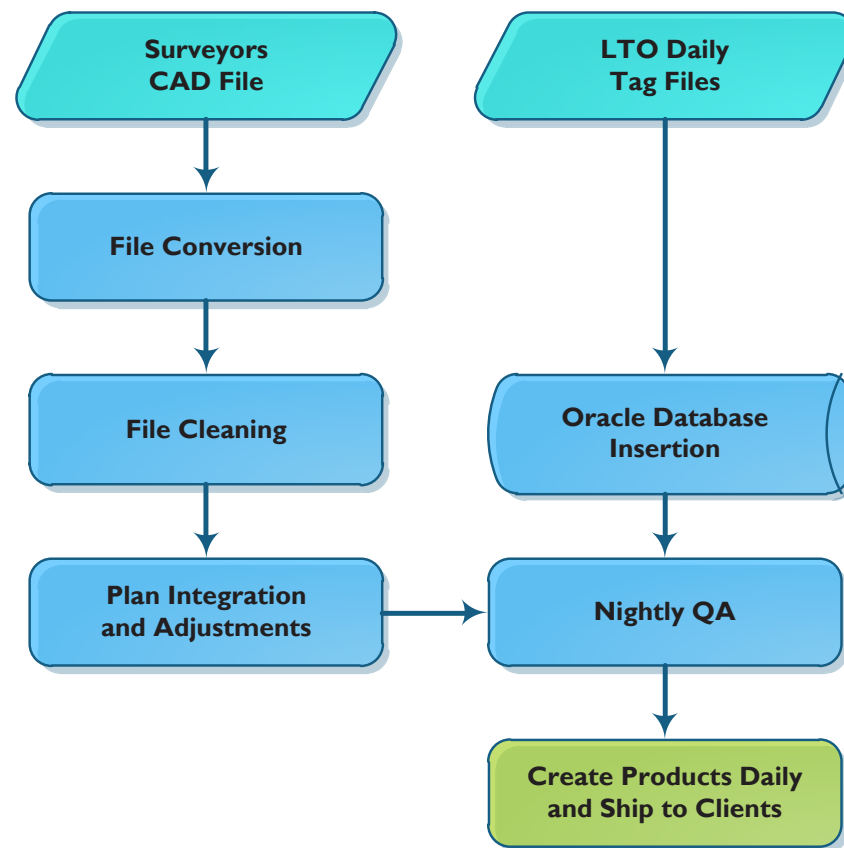 Surveyors
CAD File
LTO Daily
Tag Files
File Conversion
File Cleaning
Oracle Database
Insertion
Plan Integration
and Adjustments
Nightly QA
Create Products Daily
and Ship to Clients